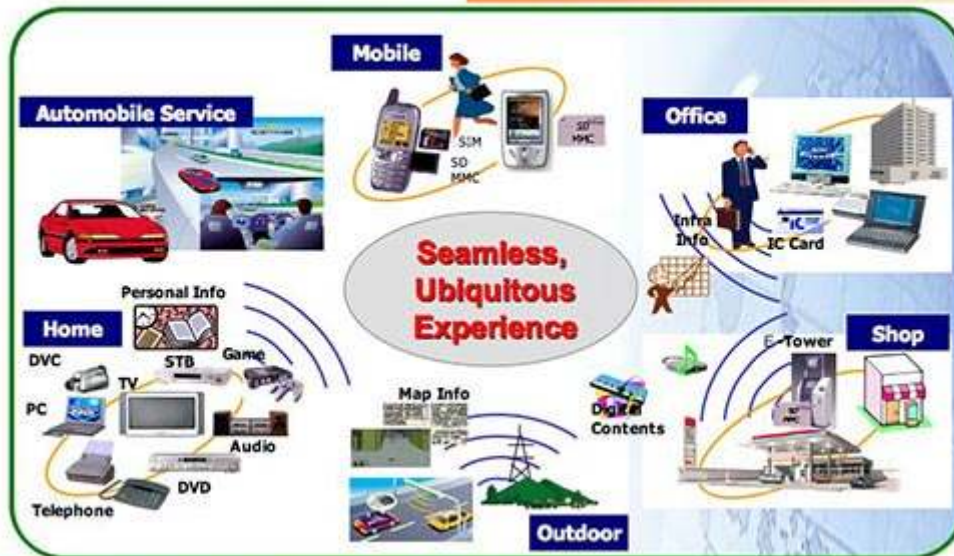 Mobile
Automobile Service
SIM
SD
MMC
SD
MMC
Office
Infra
Info
IC Card
Seamless,
Ubiquitous
Experience
Personal Info
Home
DVC
STB
Game
TV
PC
Audio
DVD
Telephone
Map Info
Digital
Contents
Outdoor
E-Tower
Shop